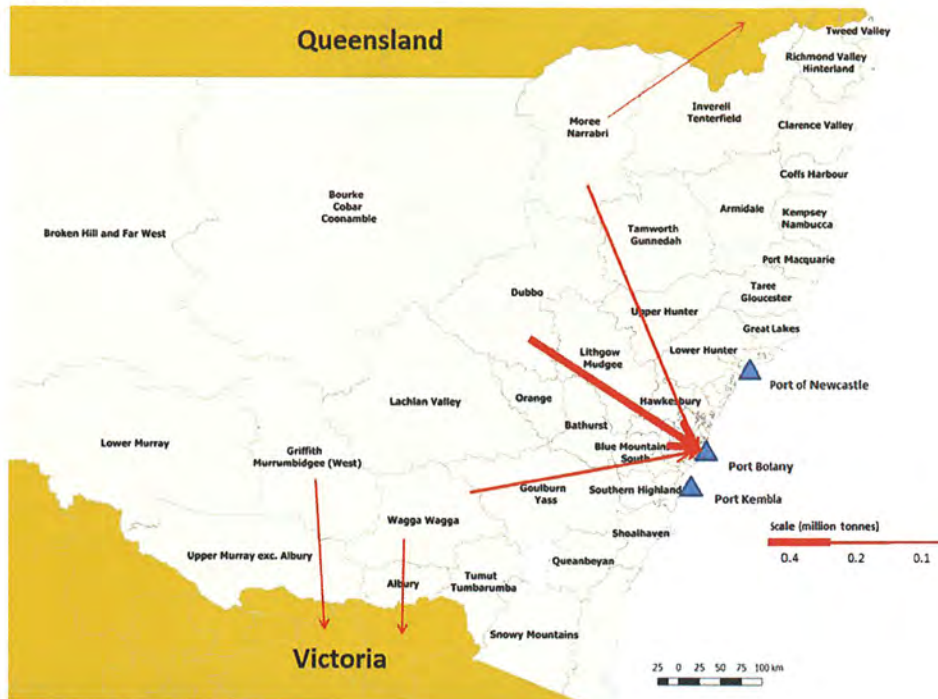 Queensland
Tweed Valley
Richmond Valley
Hinterland
Inverell
Tenterfield
Moree
Narrabri
Clarence Valley
Coffs Harbour
Bourke
Cobar
Coonamble
Armidale
Kempsey
Nambucca
Tamworth
Gunnedah
Broken Hill and Far West
Port Macquarie
Taree
Gloucester
Dubbo
Upper Hunter
Great Lakes
Lithgow
Mudgee
Lower Hunter
Port of Newcastle
Lachlan Valley
Orange
Hawkesbury
Bathurst
Lower Murray
Griffith
Murrumbidgee (West)
Blue Mountains
South
Port Botany
Goulburn
Yass
Southern Highland
Port Kembla
Wagga Wagga
Shoalhaven
Scale (million tonnes)
0.4 0.2 0.1
Upper Murray exc. Albury
Queanbeyan
Albury
Tumut
Tumbarumba
Snowy Mountains
Victoria
25 0 25 50 75 100 km